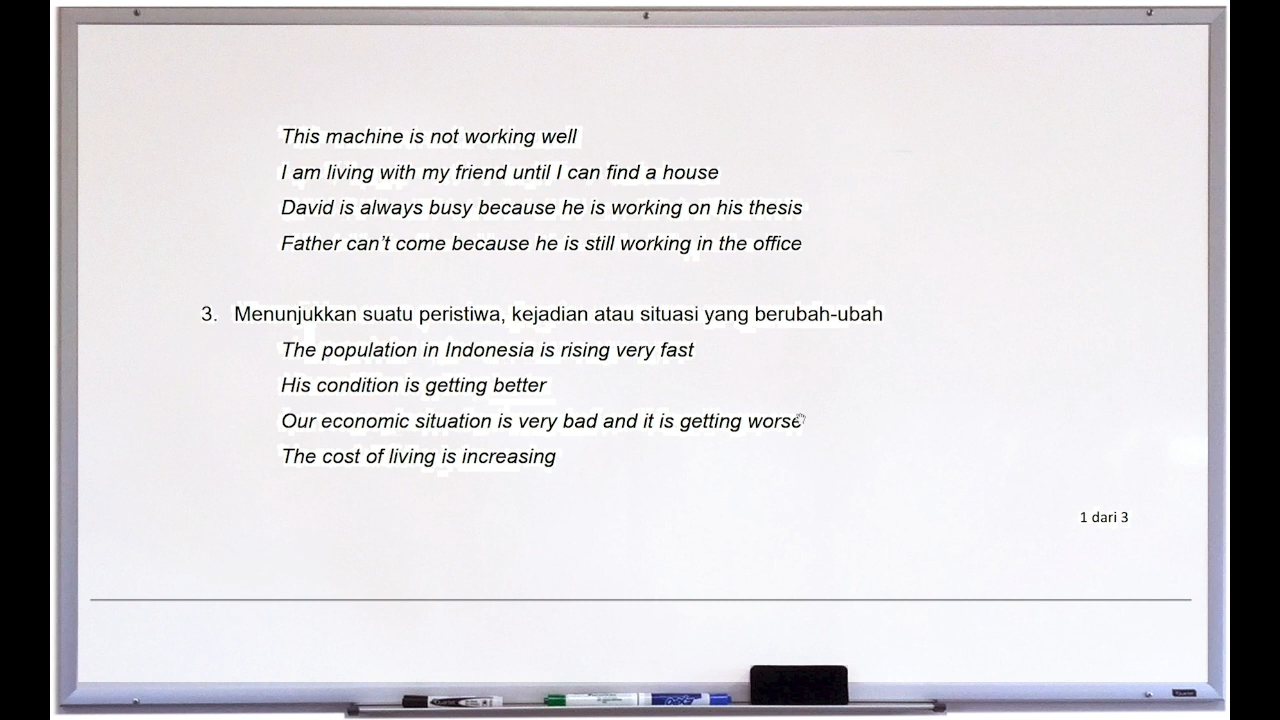 This machine is not working well
I am living with my friend until I can find a house
David is always busy because he is working on his thesis
Father can’t come because he is still working in the office
3. Menunjukkan suatu peristiwa, kejadian atau situasi yang berubah-ubah
The population in Indonesia is rising very fast
His condition is getting better
Our economic situation is very bad and it is getting worse
The cost of living is increasing
1 dari 3